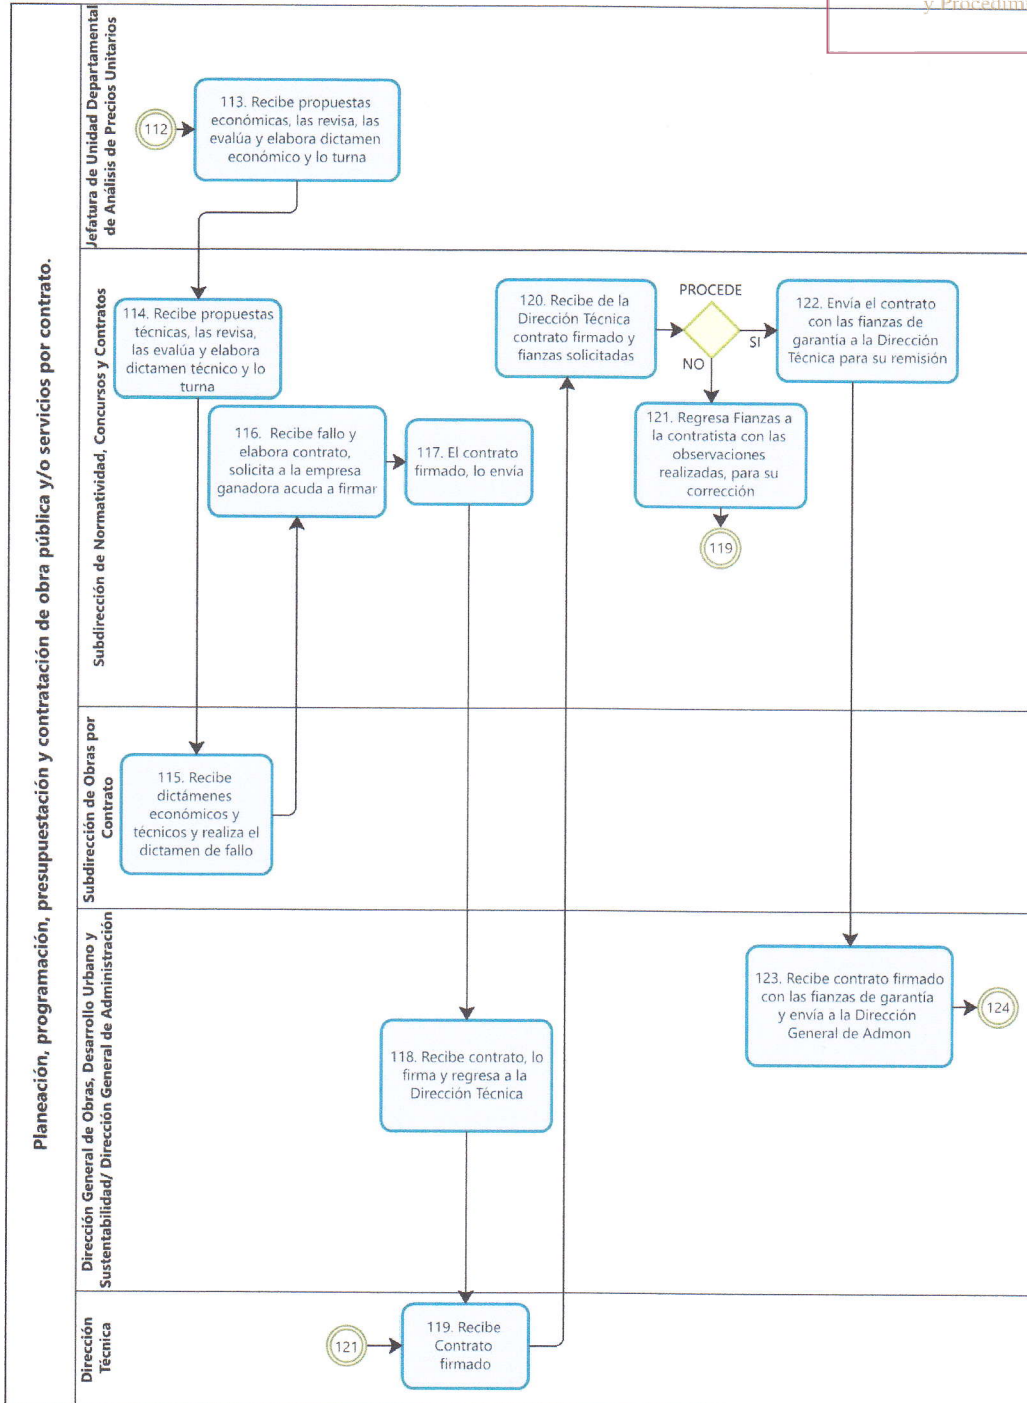 y Procedim
Planeación, programación, presupuestación y contratación de obra pública y/o servicios por contrato.
Jefatura de Unidad Departamental
de Análisis de Precios Unitarios
112
113. Recibe propuestas
económicas, las revisa, las
evalúa y elabora dictamen
económico y lo turna
Subdirección de Normatividad, Concursos y Contratos
114. Recibe propuestas
técnicas, las revisa,
las evalúa y elabora
dictamen técnico y lo
turna
116. Recibe fallo y
elabora contrato,
solicita a la empresa
ganadora acuda a firmar
117. El contrato
firmado, lo envía
120. Recibe de la
Dirección Técnica
contrato firmado y
fianzas solicitadas
PROCEDE
SI
NO
122. Envía el contrato
con las fianzas de
garantía a la Dirección
Técnica para su remisión
121. Regresa Fianzas a
la contratista con las
observaciones
realizadas, para su
corrección
119
Subdirección de Obras por
Contrato
115. Recibe
dictámenes
económicos y
técnicos y realiza el
dictamen de fallo
Dirección General de Obras, Desarrollo Urbano y
Sustentabilidad/ Dirección General de Administración
118. Recibe contrato, lo
firma y regresa a la
Dirección Técnica
123. Recibe contrato firmado
con las fianzas de garantía
y envía a la Dirección
General de Admon
124
Dirección
Técnica
121
119. Recibe
Contrato
firmado